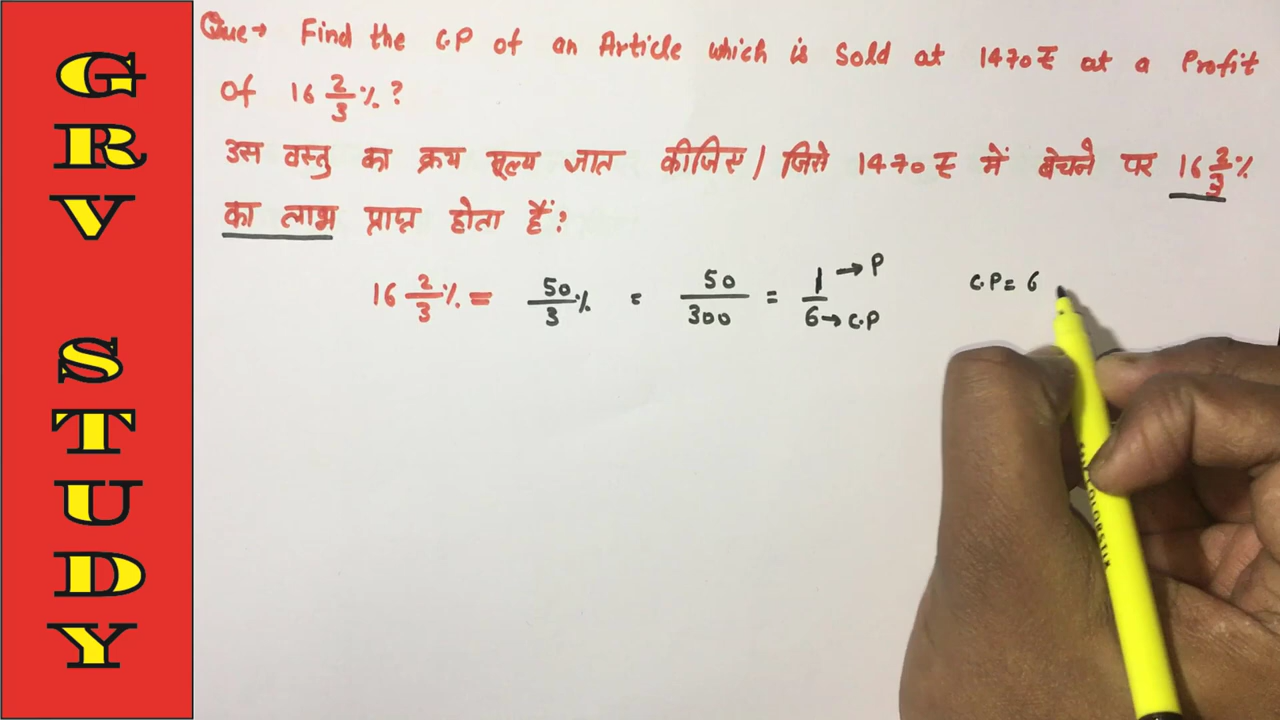 GRV STUDY
Que→ Find the C.P of an Article which is Sold at 1470₹ at a Profit
of 16 2/3 %?
उस वस्तु का क्रय मूल्य ज्ञात कीजिए / जिसे 1470₹ में बेचने पर 16 2/3 %
का लाभ प्राप्त होता हैं?
16 2/3 % = 50/3 % = 50/300 = 1/6 → P → C.P C.P = 6